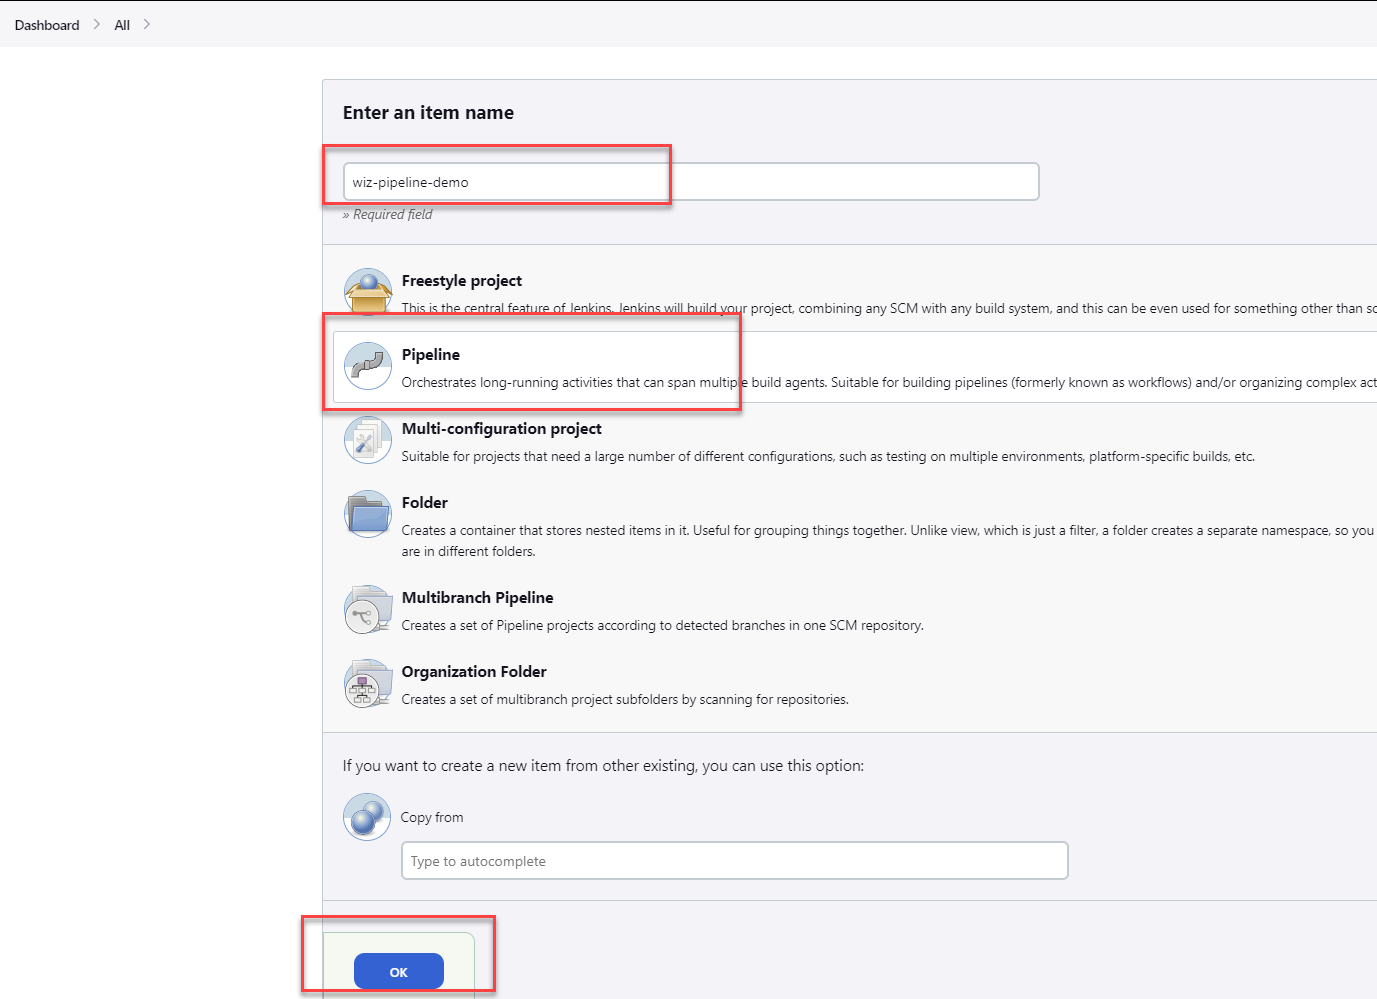 Dashboard > All >
Enter an item name
wiz-pipeline-demo
» Required field
Freestyle project
This is the central feature of Jenkins. Jenkins will build your project, combining any SCM with any build system, and this can be even used for something other than so
Pipeline
Orchestrates long-running activities that can span multiple build agents. Suitable for building pipelines (formerly known as workflows) and/or organizing complex act
Multi-configuration project
Suitable for projects that need a large number of different configurations, such as testing on multiple environments, platform-specific builds, etc.
Folder
Creates a container that stores nested items in it. Useful for grouping things together. Unlike view, which is just a filter, a folder creates a separate namespace, so you
are in different folders.
Multibranch Pipeline
Creates a set of Pipeline projects according to detected branches in one SCM repository.
Organization Folder
Creates a set of multibranch project subfolders by scanning for repositories.
If you want to create a new item from other existing, you can use this option:
Copy from
Type to autocomplete
OK